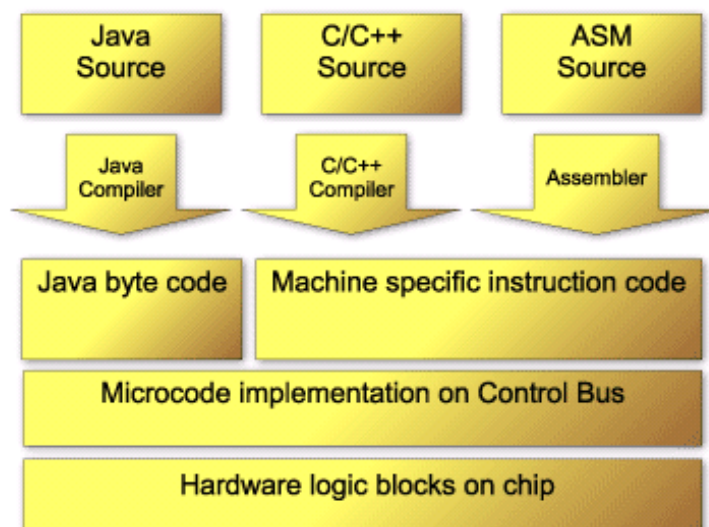 Java
Source
C/C++
Source
ASM
Source
Java
Compiler
C/C++
Compiler
Assembler
Java byte code
Machine specific instruction code
Microcode implementation on Control Bus
Hardware logic blocks on chip